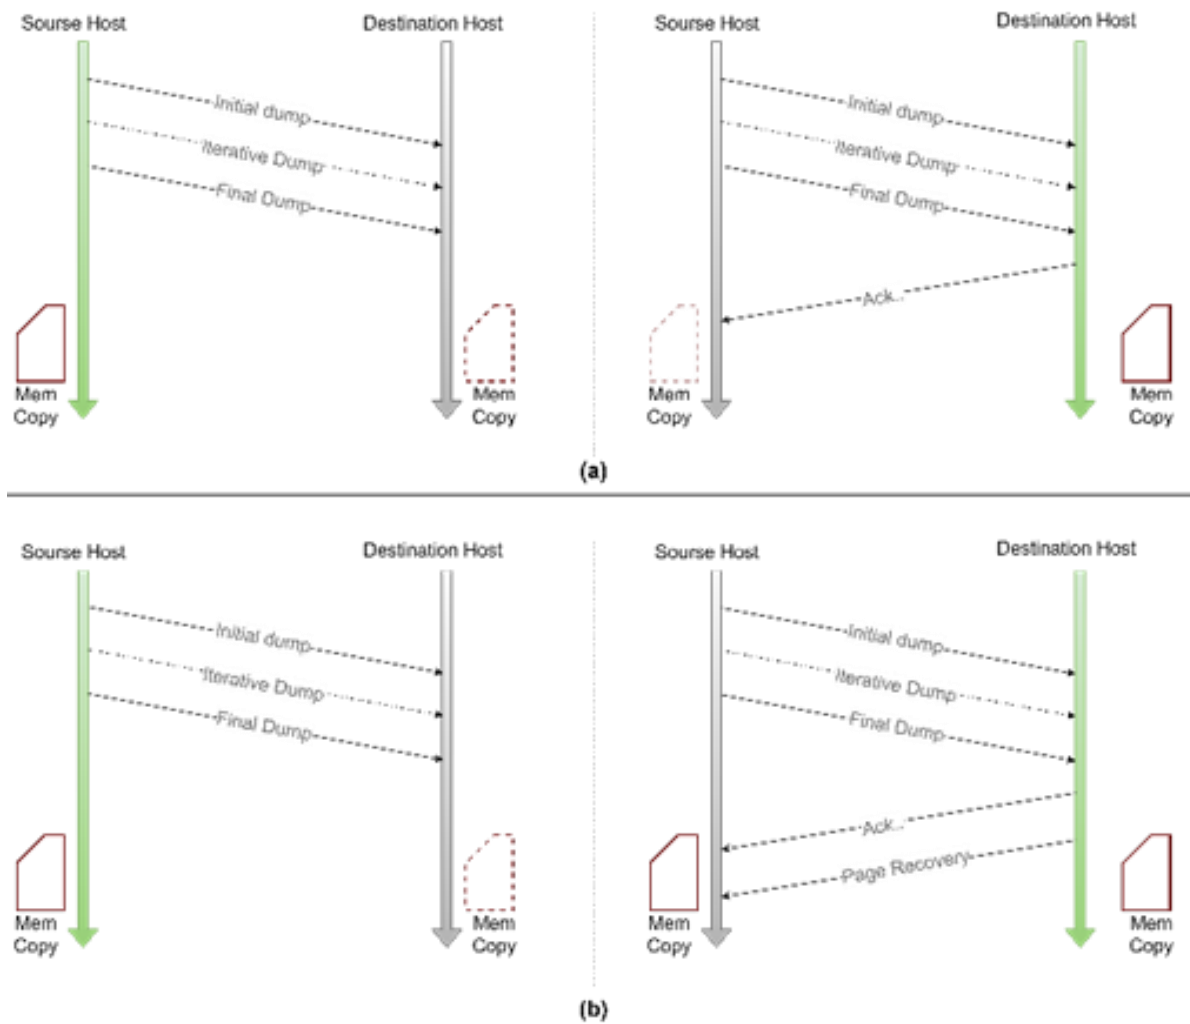 Sourse Host
Destination Host
Initial dump
Iterative Dump
Final Dump
Mem
Copy
Mem
Copy
Sourse Host
Destination Host
Initial dump
Iterative Dump
Final Dump
Ack..
Mem
Copy
Mem
Copy
(a)
Sourse Host
Destination Host
Initial dump
Iterative Dump
Final Dump
Mem
Copy
Mem
Copy
Sourse Host
Destination Host
Initial dump
Iterative Dump
Final Dump
Ack..
Page Recovery
Mem
Copy
Mem
Copy
(b)